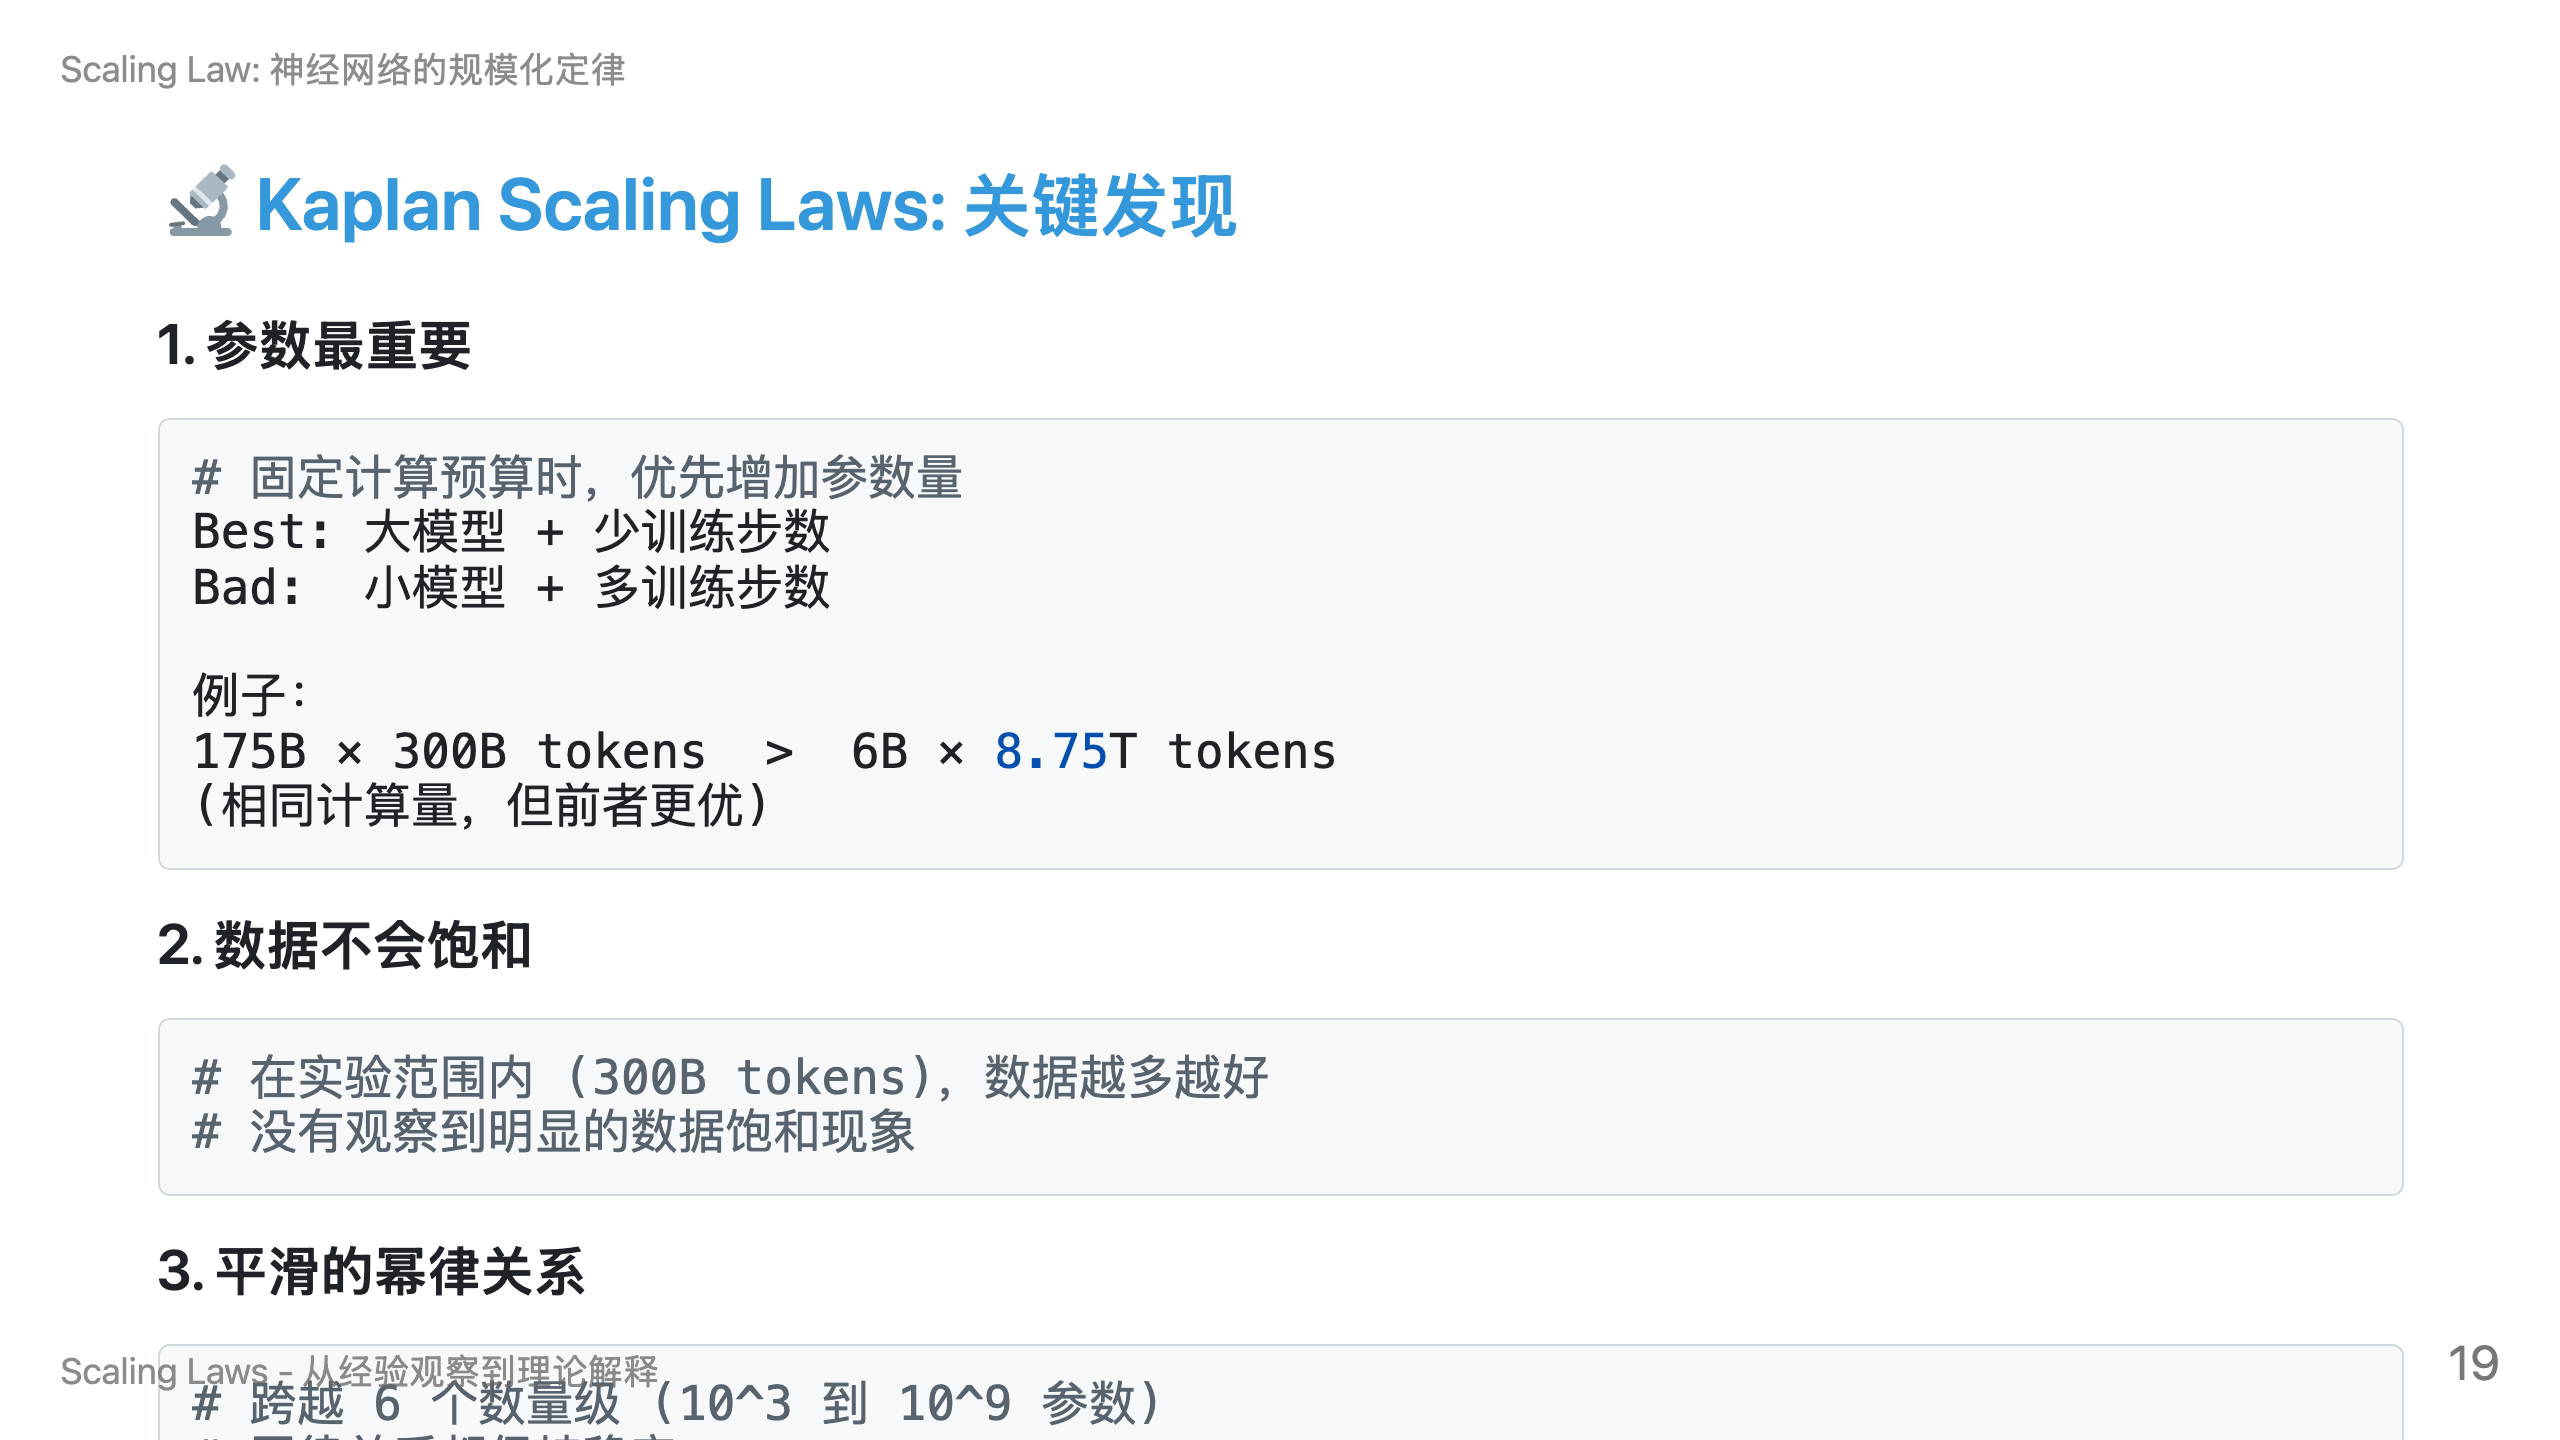 Scaling Law: 神经网络的规模化定律
Kaplan Scaling Laws: 关键发现
1. 参数最重要
# 固定计算预算时，优先增加参数量
Best: 大模型 + 少训练步数
Bad:  小模型 + 多训练步数
例子：
175B × 300B tokens  >  6B × 8.75T tokens
(相同计算量，但前者更优)
2. 数据不会饱和
# 在实验范围内 (300B tokens)，数据越多越好
# 没有观察到明显的数据饱和现象
3. 平滑的幂律关系
Scaling Laws - 从经验观察到理论解释
19
# 跨越 6 个数量级 (10^3 到 10^9 参数)